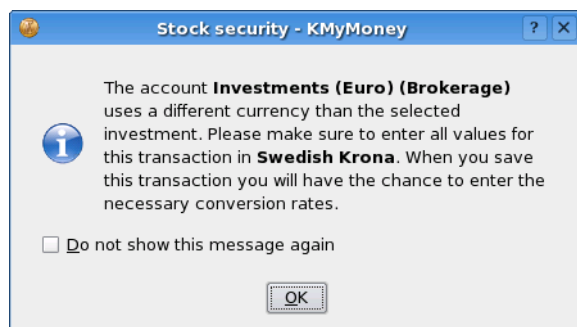 Stock security - KMyMoney
?
The account Investments (Euro) (Brokerage)
uses a different currency than the selected
investment. Please make sure to enter all values for
this transaction in Swedish Krona. When you save
this transaction you will have the chance to enter the
necessary conversion rates.
Do not show this message again
OK